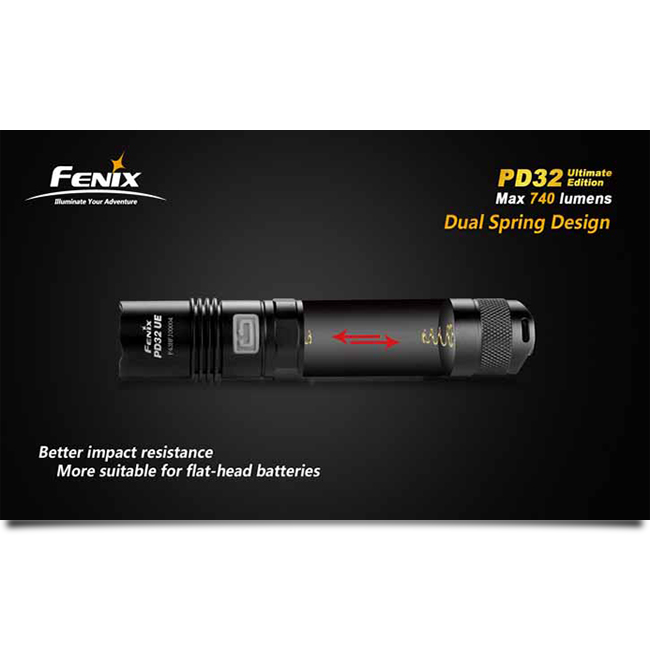 FENIX
Illuminate Your Adventure
PD32 Ultimate Edition
Max 740 lumens
Dual Spring Design
FENIX
PD32 UE
Better impact resistance
More suitable for flat-head batteries